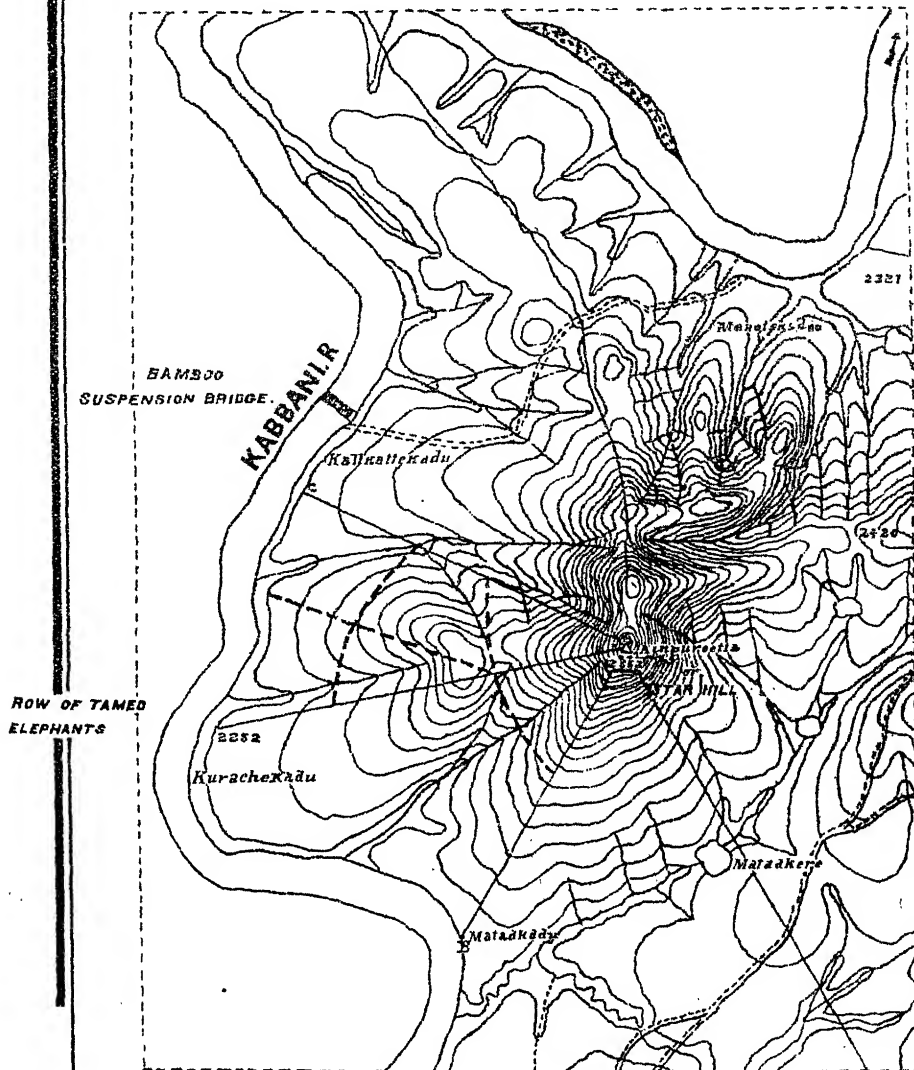 2321
BAMBOO
SUSPENSION BRIDGE.
KABBANI.R
Kallkattekadu
2420
STAR HILL
ROW OF TAMED
ELEPHANTS
2252
Kurachekadu
Matadkere
Matadkadu
B